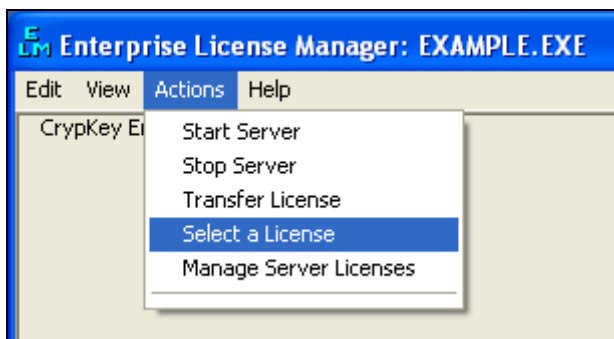 ELM Enterprise License Manager: EXAMPLE.EXE
Edit View Actions Help
CrypKey E
Start Server
Stop Server
Transfer License
Select a License
Manage Server Licenses